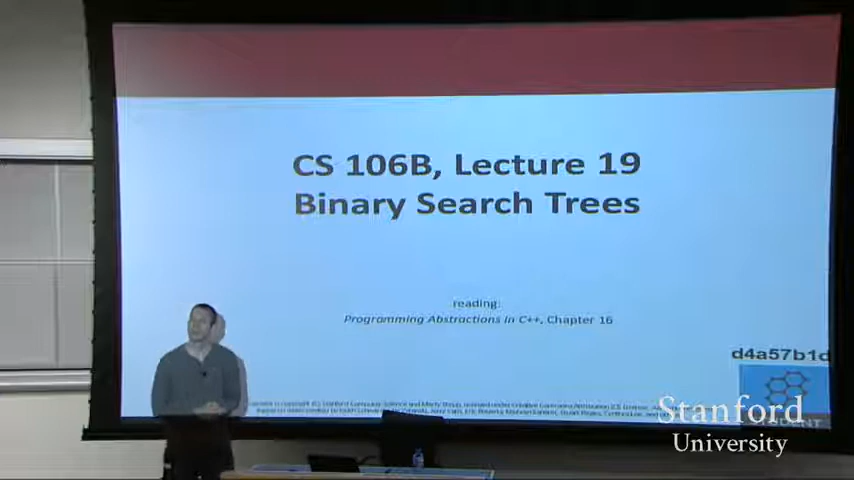 CS 106B, Lecture 19
Binary Search Trees
reading:
Programming Abstractions in C++, Chapter 16
d4a57b1d
Stanford
University